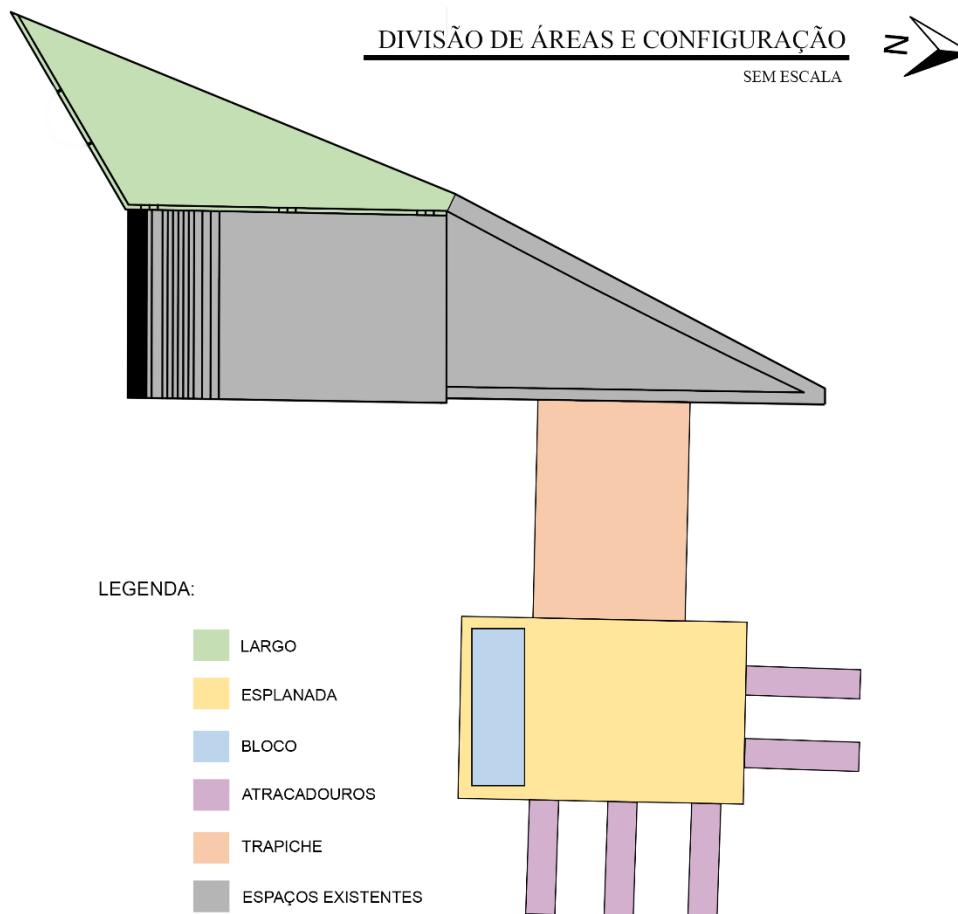 DIVISÃO DE ÁREAS E CONFIGURAÇÃO
SEM ESCALA
N
LEGENDA:
LARGO
ESPLANADA
BLOCO
ATRACADOUROS
TRAPICHE
ESPAÇOS EXISTENTES